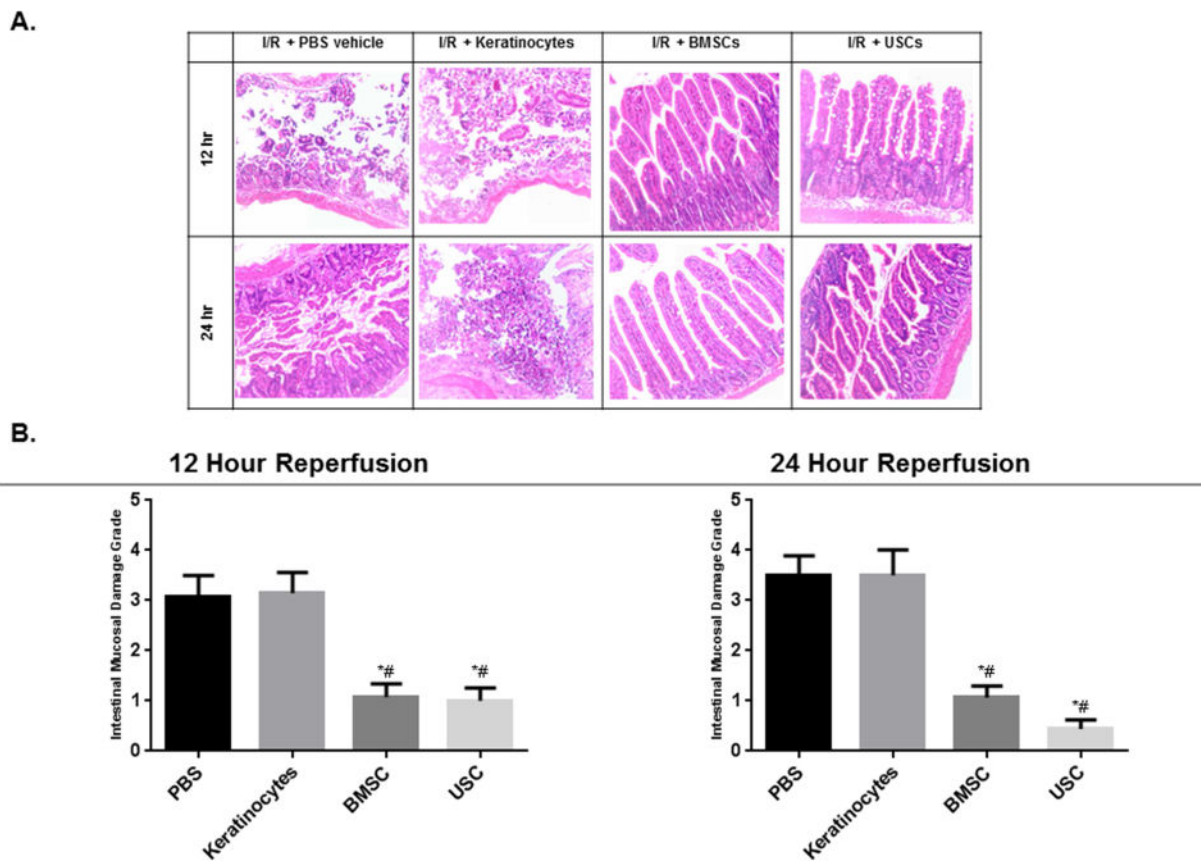 A.
I/R + PBS vehicle I/R + Keratinocytes I/R + BMSCs I/R + USCs
12 hr
24 hr
B.
12 Hour Reperfusion
Intestinal Mucosal Damage Grade
5
4
3
2
1
0
*#
*#
PBS
Keratinocytes
BMSC
USC
24 Hour Reperfusion
Intestinal Mucosal Damage Grade
5
4
3
2
1
0
*#
*#
PBS
Keratinocytes
BMSC
USC